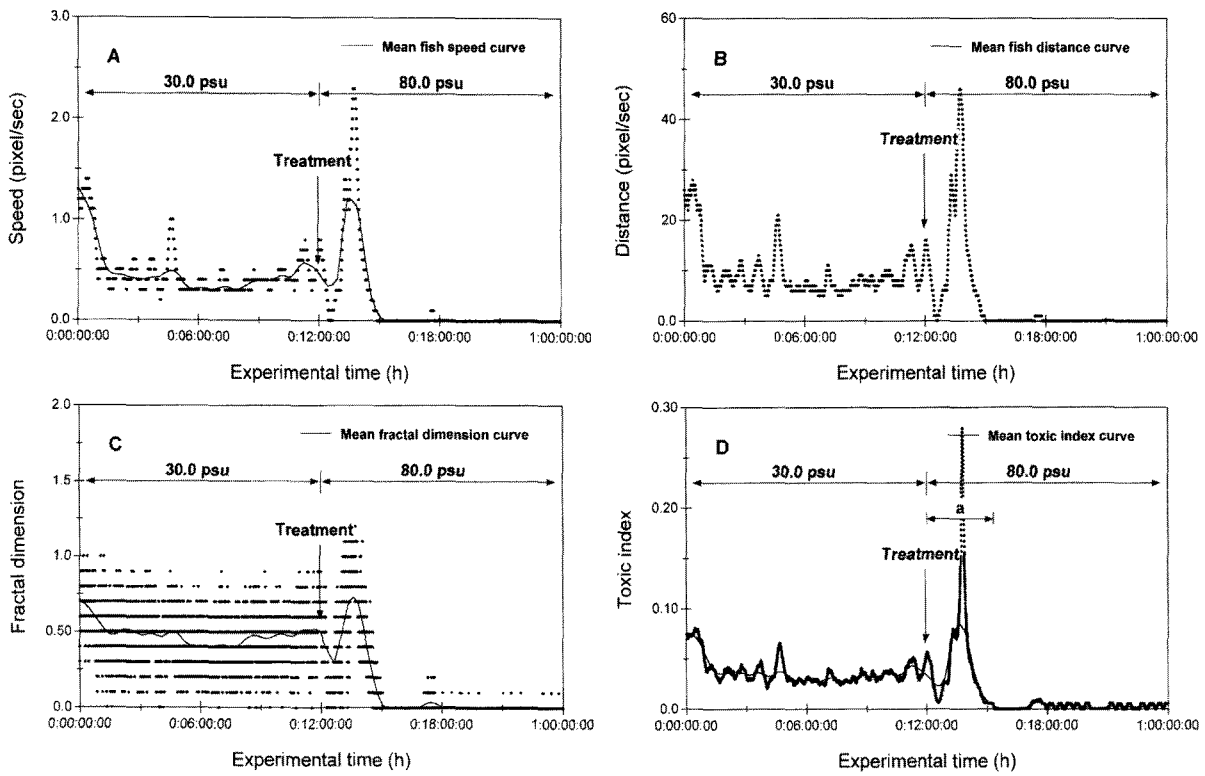 A
Mean fish speed curve
30.0 psu
80.0 psu
Treatment
Speed (pixel/sec)
3.0
2.0
1.0
0.0
0:00:00:00
0:06:00:00
0:12:00:00
0:18:00:00
1:00:00:00
Experimental time (h)
B
Mean fish distance curve
30.0 psu
80.0 psu
Treatment
Distance (pixel/sec)
60
40
20
0.0
0:00:00:00
0:06:00:00
0:12:00:00
0:18:00:00
1:00:00:00
Experimental time (h)
C
Mean fractal dimension curve
30.0 psu
80.0 psu
Treatment
Fractal dimension
2.0
1.5
1.0
0.50
0.0
0:00:00:00
0:06:00:00
0:12:00:00
0:18:00:00
1:00:00:00
Experimental time (h)
D
Mean toxic index curve
30.0 psu
80.0 psu
a
Treatment
Toxic index
0.30
0.20
0.10
0.0
0:00:00:00
0:06:00:00
0:12:00:00
0:18:00:00
1:00:00:00
Experimental time (h)